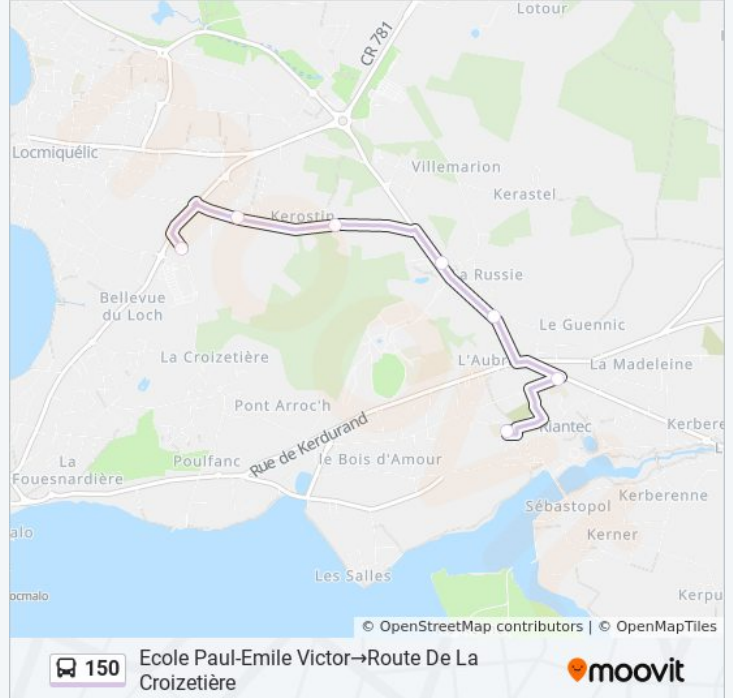 Lotour
CR 781
Locmiquélic
Villemarion
Kerastel
Kerostin
a Russie
Bellevue
du Loch
Le Guennic
La Croizetière
L'Aubr
La Madeleine
Pont Arroc'h
Rue de Kerdurand
Riantec
Kerbere
La
Fouesnardière
Poulfanc
le Bois d'Amour
Sébastopol
Kerberenne
alo
Kerner
Les Salles
ocmalo
Kerpu
© OpenStreetMap contributors | © OpenMapTiles
150
Ecole Paul-Emile Victor→Route De La
Croizetière
moovit